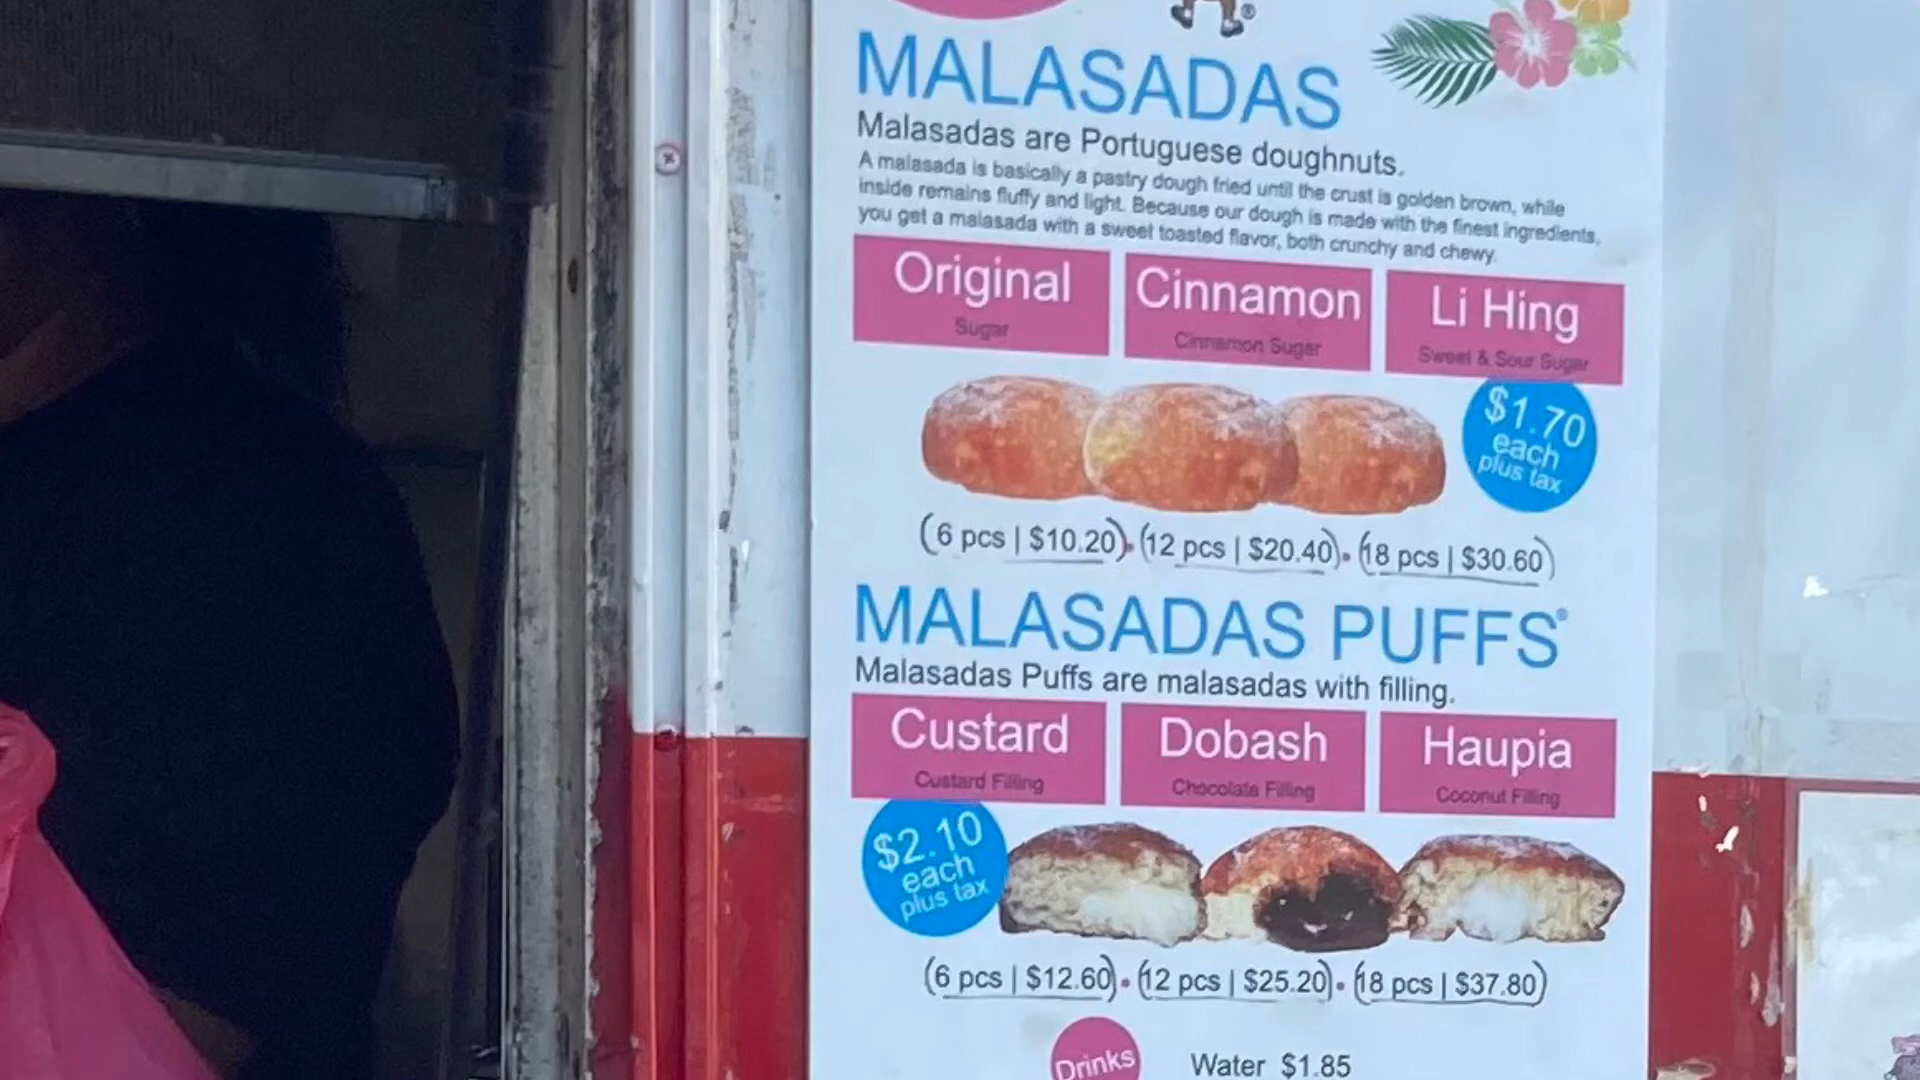 ®
MALASADAS
Malasadas are Portuguese doughnuts.
A malasada is basically a pastry dough fried until the crust is golden brown, while
inside remains fluffy and light. Because our dough is made with the finest ingredients,
you get a malasada with a sweet toasted flavor, both crunchy and chewy.
Original
Sugar
Cinnamon
Cinnamon Sugar
Li Hing
Sweet & Sour Sugar
$1.70
each
plus tax
(6 pcs | $10.20)•(12 pcs | $20.40)•(18 pcs | $30.60)
MALASADAS PUFFS®
Malasadas Puffs are malasadas with filling.
Custard
Custard Filling
Dobash
Chocolate Filling
Haupia
Coconut Filling
$2.10
each
plus tax
(6 pcs | $12.60)•(12 pcs | $25.20)•(18 pcs | $37.80)
Drinks
Water $1.85